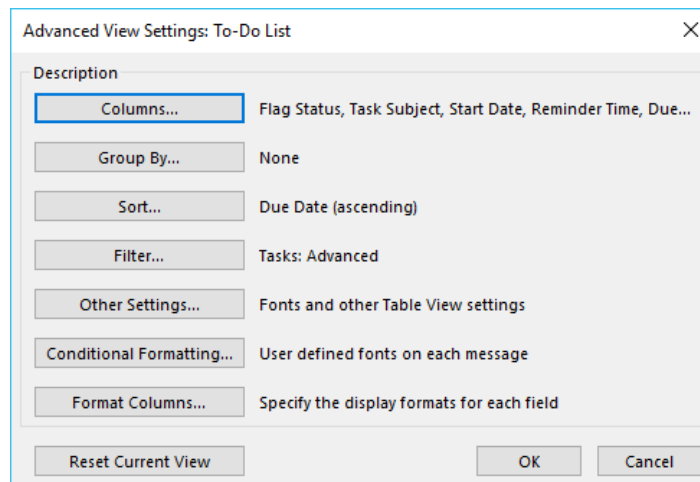 Advanced View Settings: To-Do List
Description
Columns... Flag Status, Task Subject, Start Date, Reminder Time, Due...
Group By... None
Sort... Due Date (ascending)
Filter... Tasks: Advanced
Other Settings... Fonts and other Table View settings
Conditional Formatting... User defined fonts on each message
Format Columns... Specify the display formats for each field
Reset Current View OK Cancel